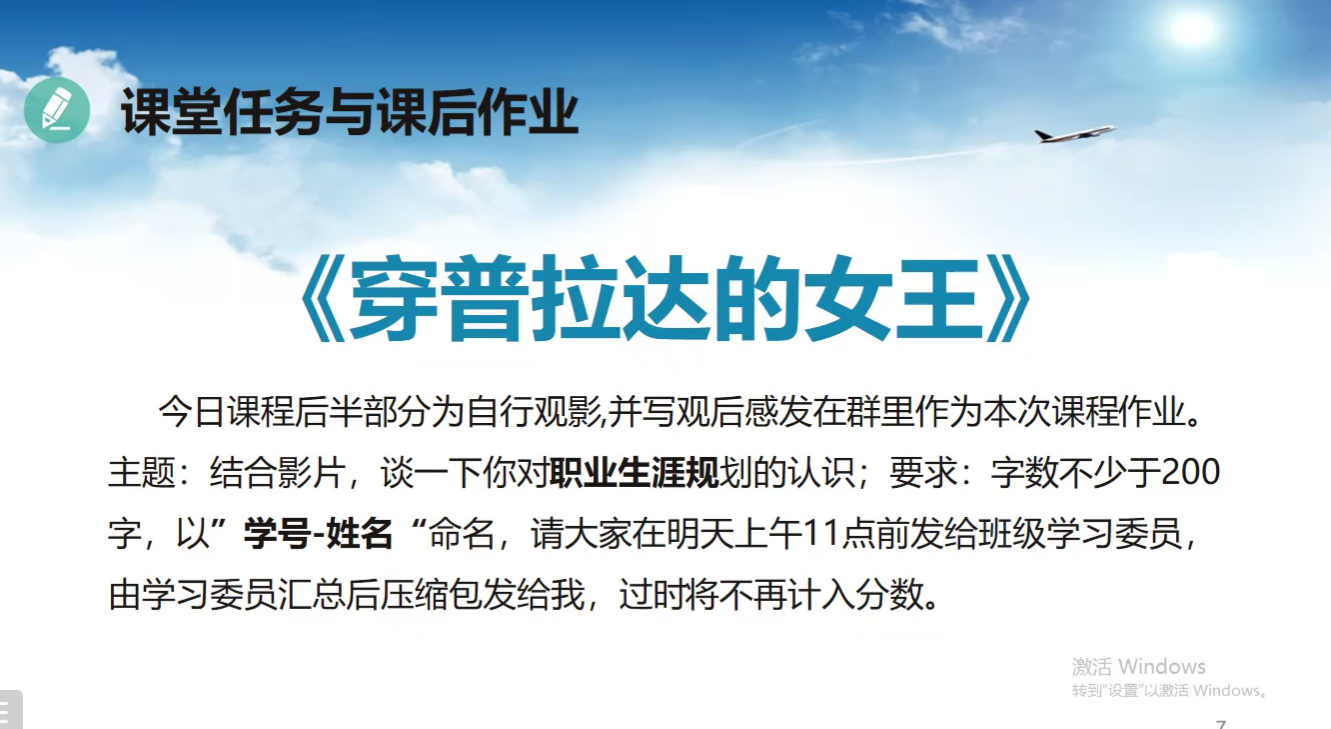 课堂任务与课后作业
《穿普拉达的女王》
今日课程后半部分为自行观影,并写观后感发在群里作为本次课程作业。
主题：结合影片，谈一下你对职业生涯规划的认识；要求：字数不少于200
字，以”学号-姓名“命名，请大家在明天上午11点前发给班级学习委员，
由学习委员汇总后压缩包发给我，过时将不再计入分数。
激活 Windows
转到“设置”以激活 Windows。
7